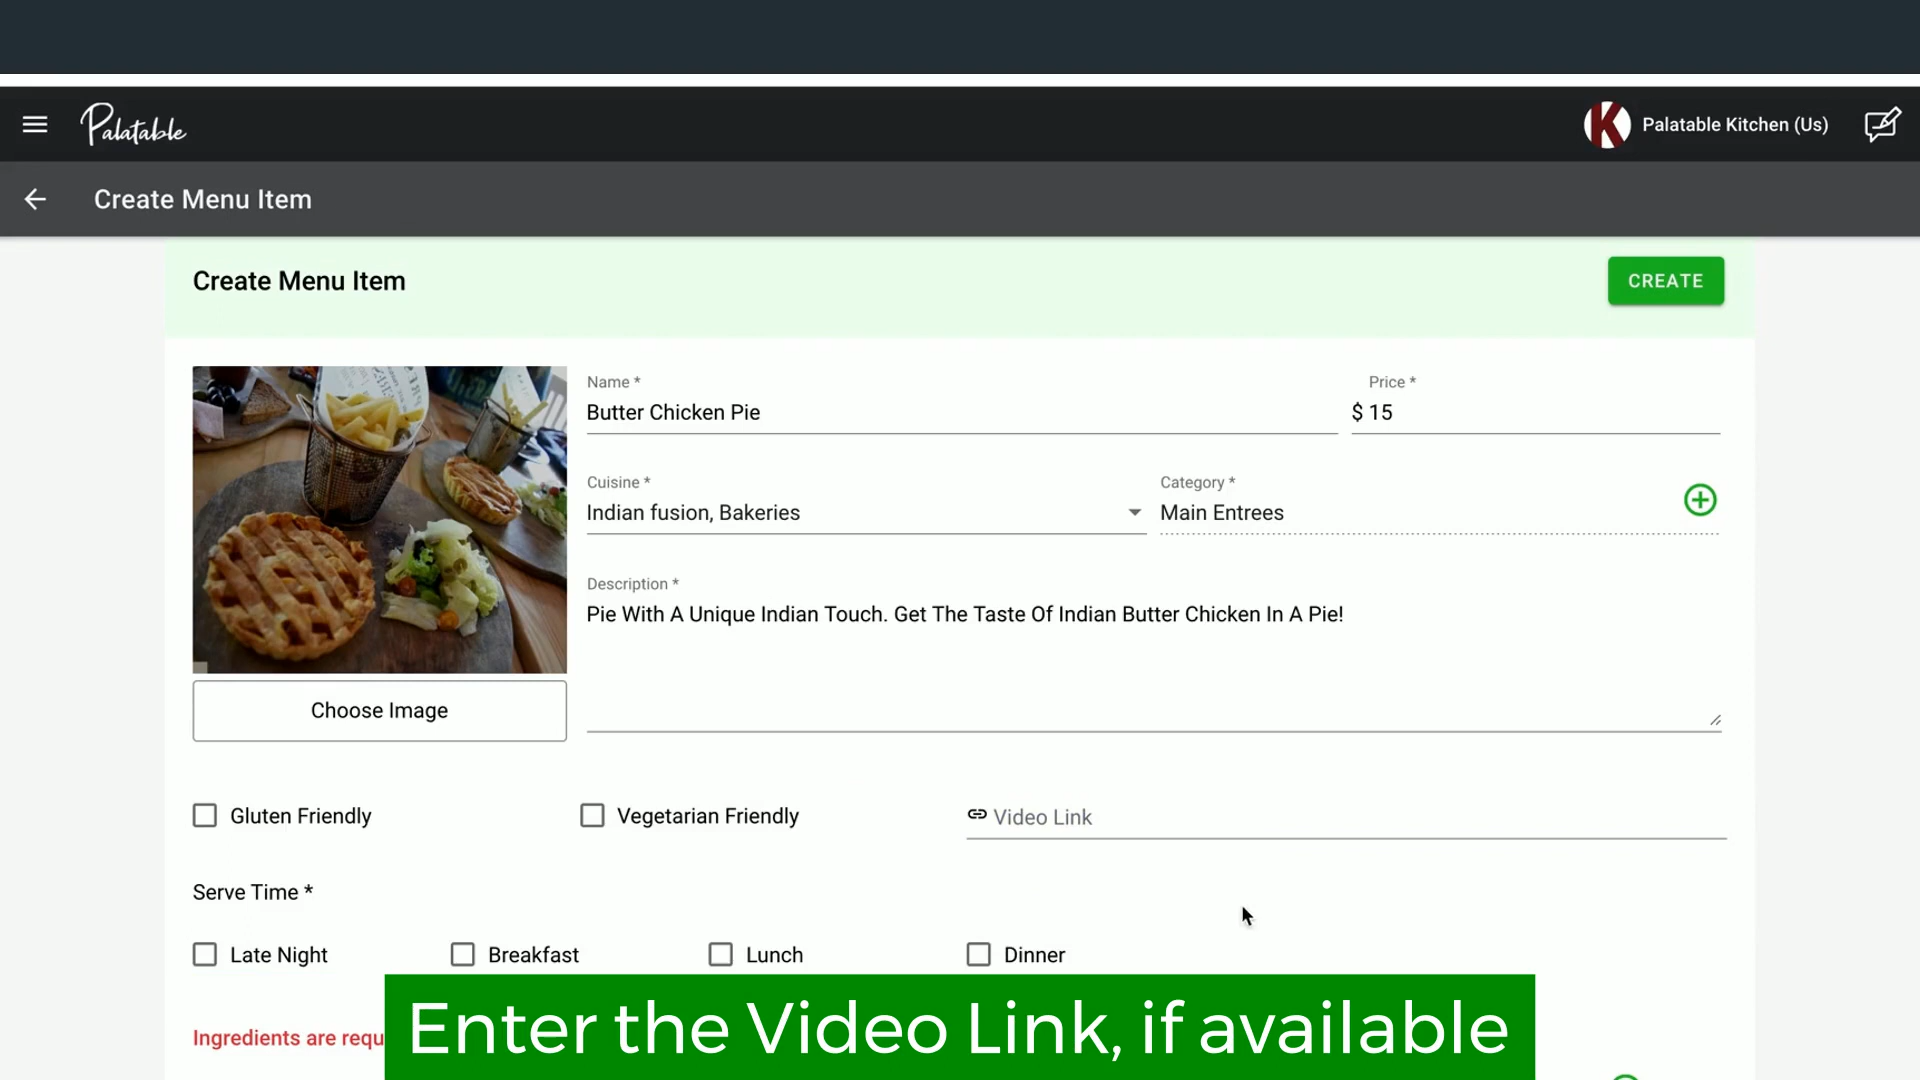 Palatable
K Palatable Kitchen (Us)
Create Menu Item
Create Menu Item
CREATE
Name *
Butter Chicken Pie
Price *
$ 15
Cuisine *
Indian fusion, Bakeries
Category *
Main Entrees
Description *
Pie With A Unique Indian Touch. Get The Taste Of Indian Butter Chicken In A Pie!
Choose Image
Gluten Friendly
Vegetarian Friendly
Video Link
Serve Time *
Late Night
Breakfast
Lunch
Dinner
Ingredients are requ
Enter the Video Link, if available